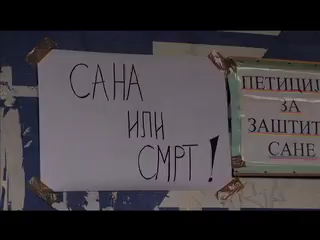 САНА
ИЛИ
СМРТ!
ПЕТИЦИЈ
ЗА
ЗАШТИТ
САНЕ